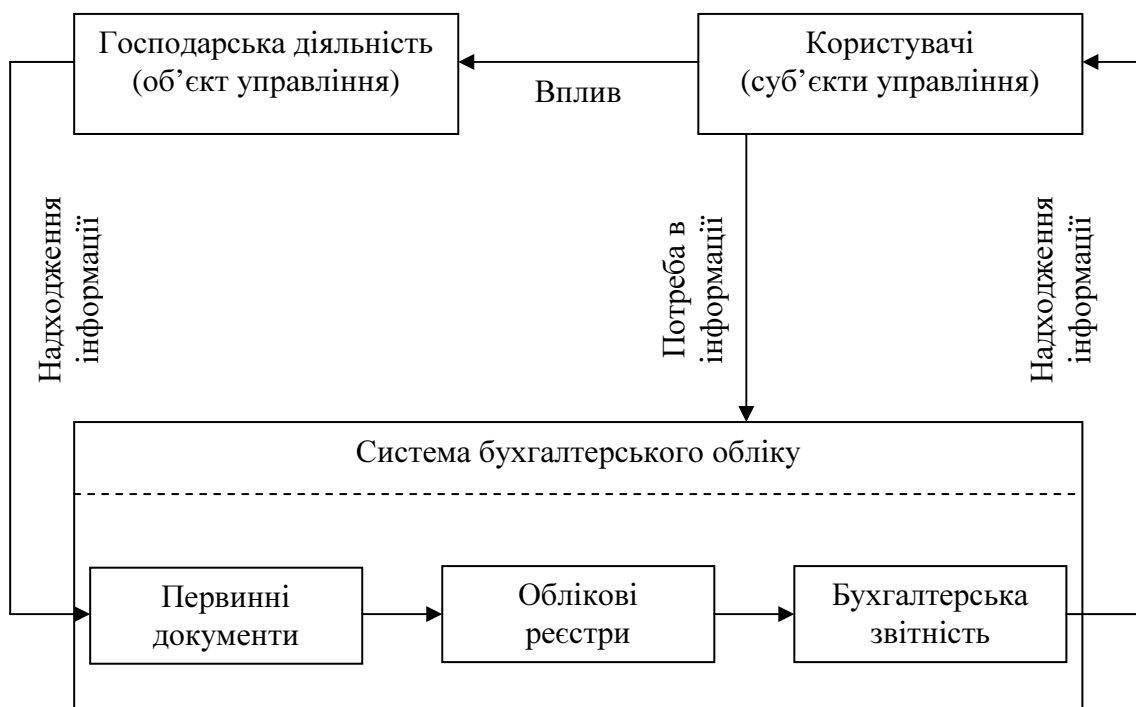 Господарська діяльність
(об’єкт управління)
Користувачі
(суб’єкти управління)
Вплив
Надходження
інформації
Потреба в
інформації
Надходження
інформації
Система бухгалтерського обліку
Первинні
документи
Облікові
реєстри
Бухгалтерська
звітність